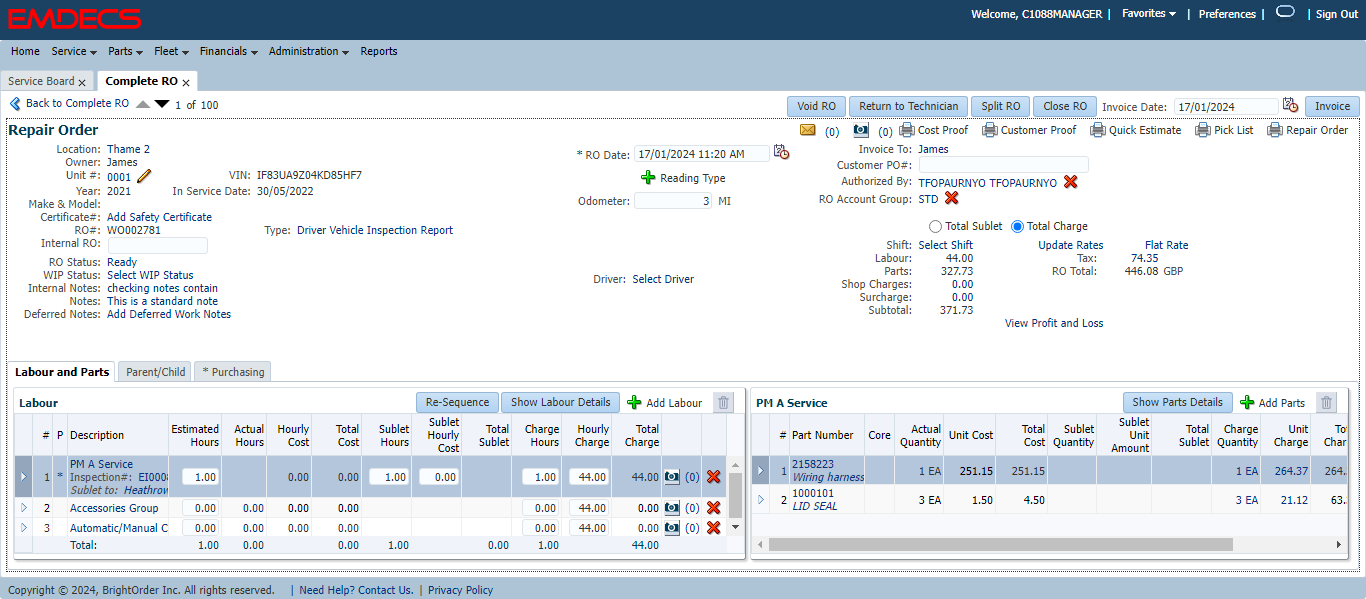 EMDECS
Welcome, C1088MANAGER | Favorites | Preferences | | Sign Out
Home Service Parts Fleet Financials Administration Reports
Service Board x Complete RO x
Back to Complete RO 1 of 100 Void RO Return to Technician Split RO Close RO Invoice Date: 17/01/2024 Invoice
Repair Order (0) (0) Cost Proof Customer Proof Quick Estimate Pick List Repair Order
Location: Thame 2 * RO Date: 17/01/2024 11:20 AM Invoice To: James
Owner: James Customer PO#:
Unit #: 0001 VIN: IF83UA9Z04KD85HF7 Reading Type Authorized By: TFOPAURNYO TFOPAURNYO
Year: 2021 In Service Date: 30/05/2022 Odometer: 3 MI RO Account Group: STD
Make & Model:
Certificate#: Add Safety Certificate
RO#: WO002781 Type: Driver Vehicle Inspection Report Total Sublet Total Charge
Internal RO: Shift: Select Shift Update Rates Flat Rate
RO Status: Ready Labour: 44.00 Tax: 74.35
WIP Status: Select WIP Status Driver: Select Driver Parts: 327.73 RO Total: 446.08 GBP
Internal Notes: checking notes contain Shop Charges: 0.00
Notes: This is a standard note Surcharge: 0.00
Deferred Notes: Add Deferred Work Notes Subtotal: 371.73
View Profit and Loss
Labour and Parts Parent/Child * Purchasing
Labour Re-Sequence Show Labour Details Add Labour
# P Description Estimated Hours Actual Hours Hourly Cost Total Cost Sublet Hours Sublet Hourly Cost Total Sublet Charge Hours Hourly Charge Total Charge
1 * PM A Service 1.00 0.00 0.00 1.00 0.00 1.00 44.00 44.00 (0)
Inspection#: EI0008
Sublet to: Heathrow
2 Accessories Group 0.00 0.00 0.00 0.00 0.00 44.00 0.00 (0)
3 Automatic/Manual C 0.00 0.00 0.00 0.00 0.00 44.00 0.00 (0)
Total: 1.00 0.00 0.00 1.00 0.00 1.00 44.00
PM A Service Show Parts Details Add Parts
# Part Number Core Actual Quantity Unit Cost Total Cost Sublet Quantity Sublet Unit Amount Total Sublet Charge Quantity Unit Charge To Char
1 2158223 1 EA 251.15 251.15 1 EA 264.37 264.
Wiring harness
2 1000101 3 EA 1.50 4.50 3 EA 21.12 63.
LID SEAL
Copyright © 2024, BrightOrder Inc. All rights reserved. | Need Help? Contact Us. | Privacy Policy